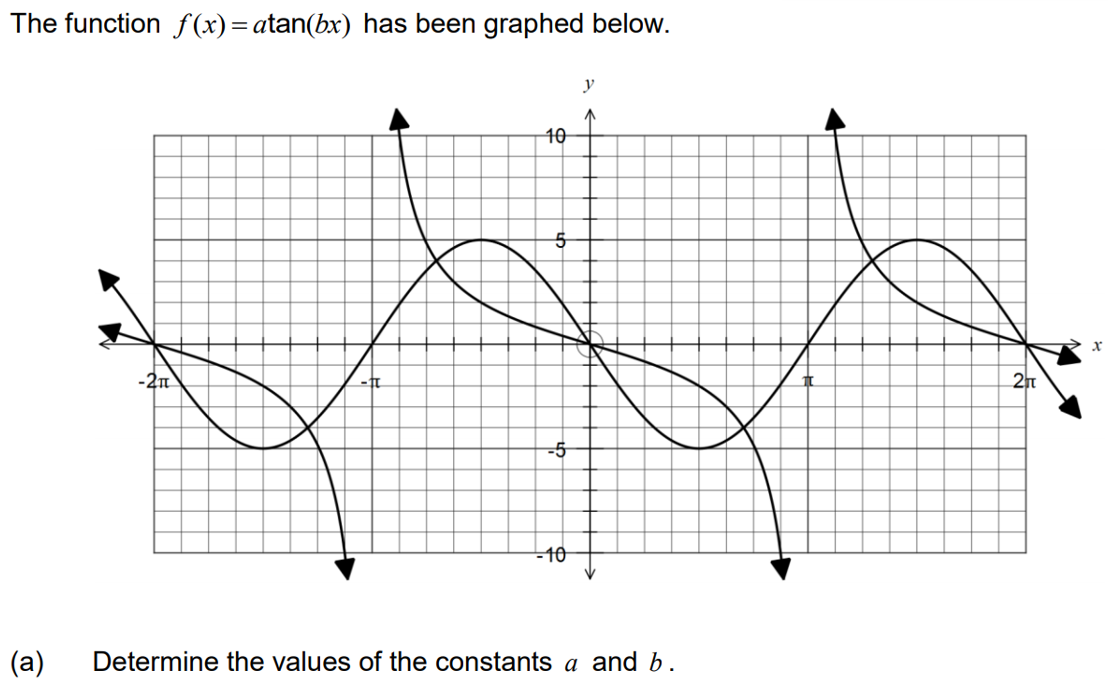 The function f(x) = atan(bx) has been graphed below.
y
10
5
x
-2π -π π 2π
-5
-10
(a) Determine the values of the constants a and b.